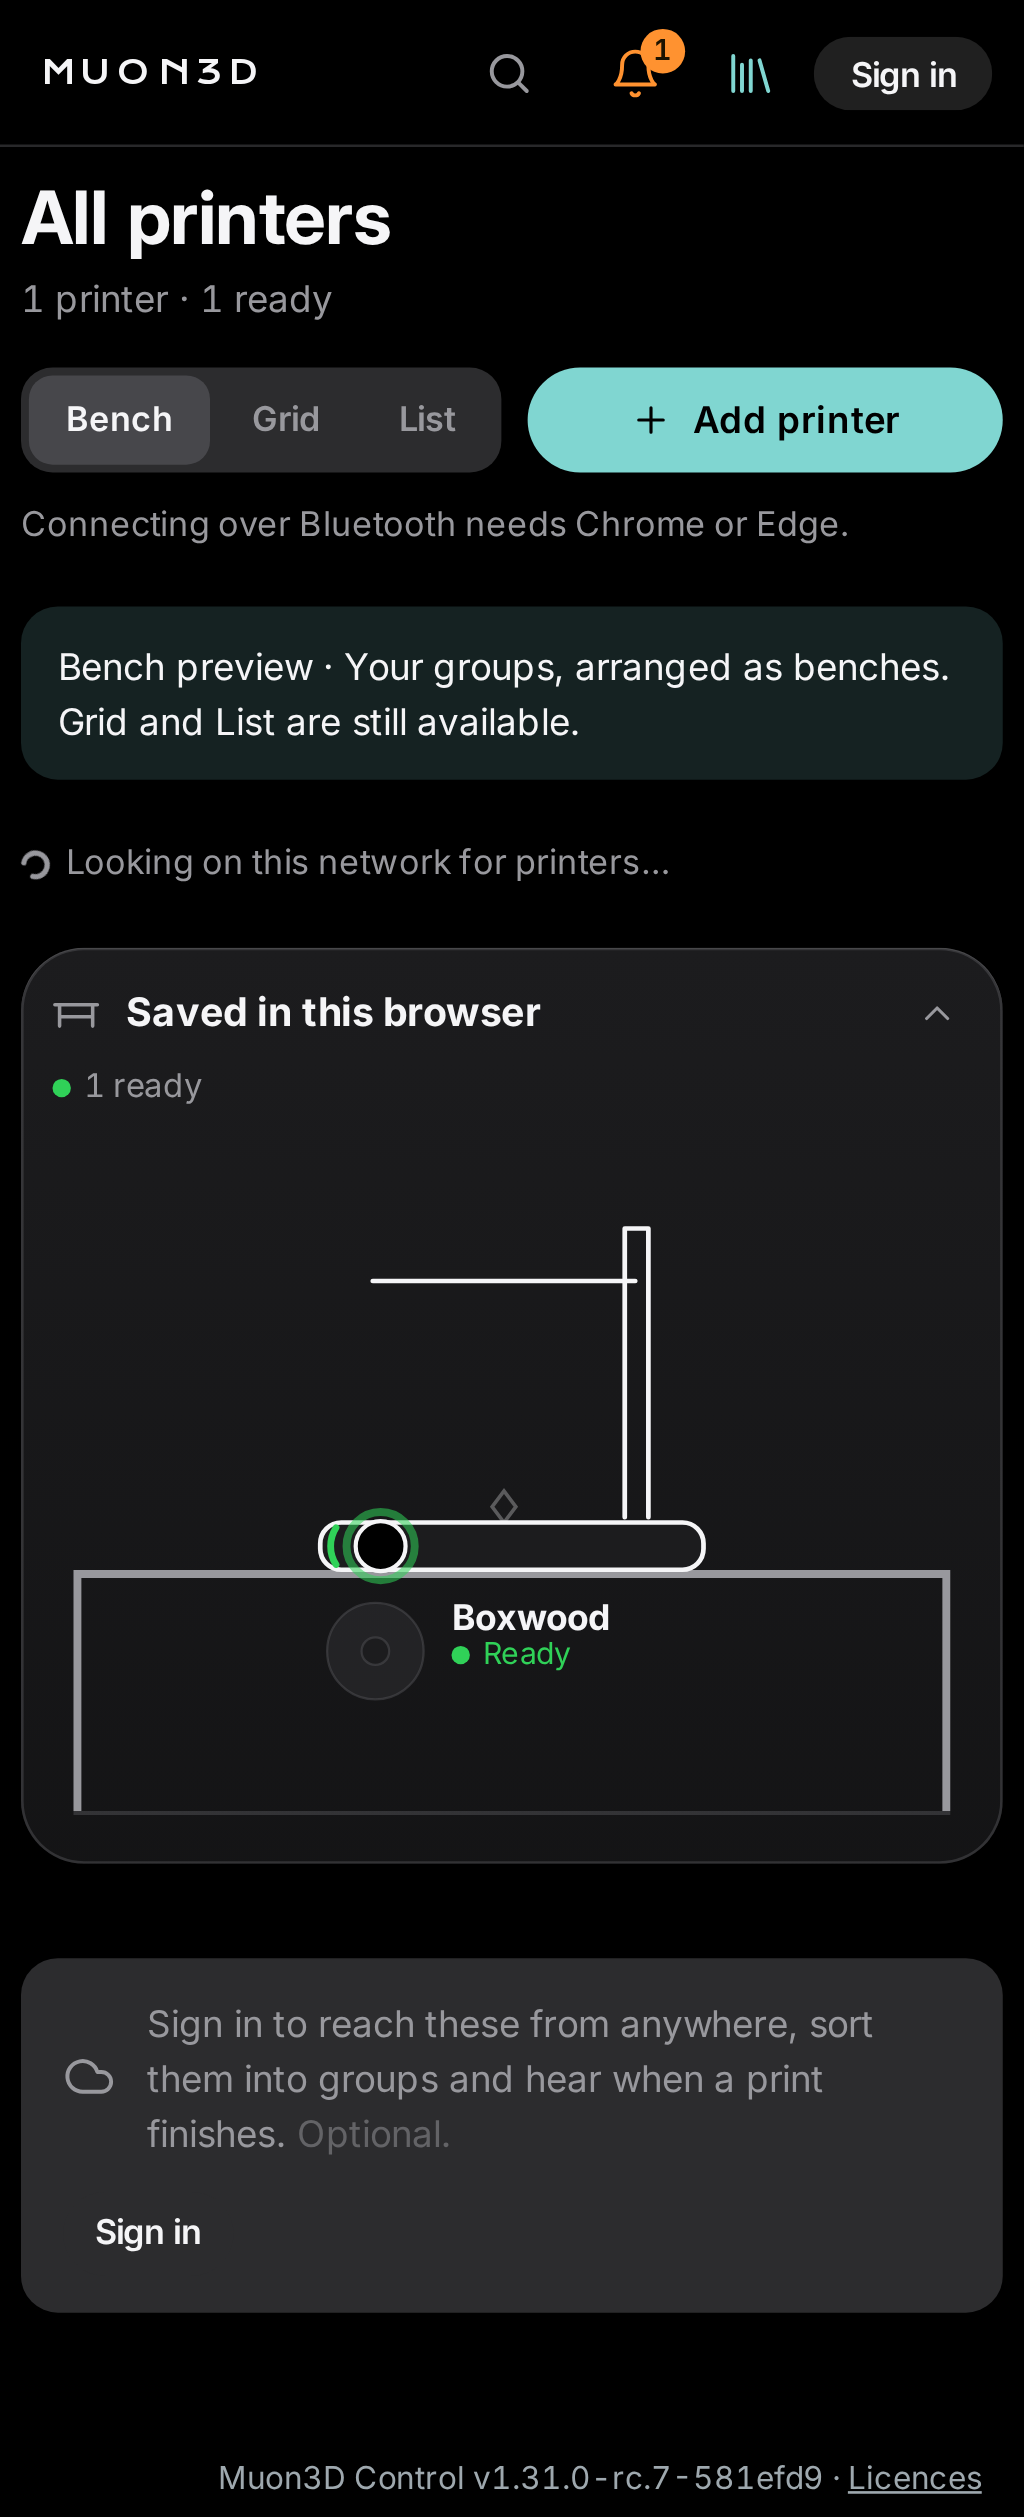 MUON3D
1
Sign in
All printers
1 printer · 1 ready
Bench
Grid
List
Add printer
Connecting over Bluetooth needs Chrome or Edge.
Bench preview · Your groups, arranged as benches.
Grid and List are still available.
Looking on this network for printers...
Saved in this browser
1 ready
Boxwood
Ready
Sign in to reach these from anywhere, sort
them into groups and hear when a print
finishes. Optional.
Sign in
Muon3D Control v1.31.0-rc.7-581efd9 · Licences